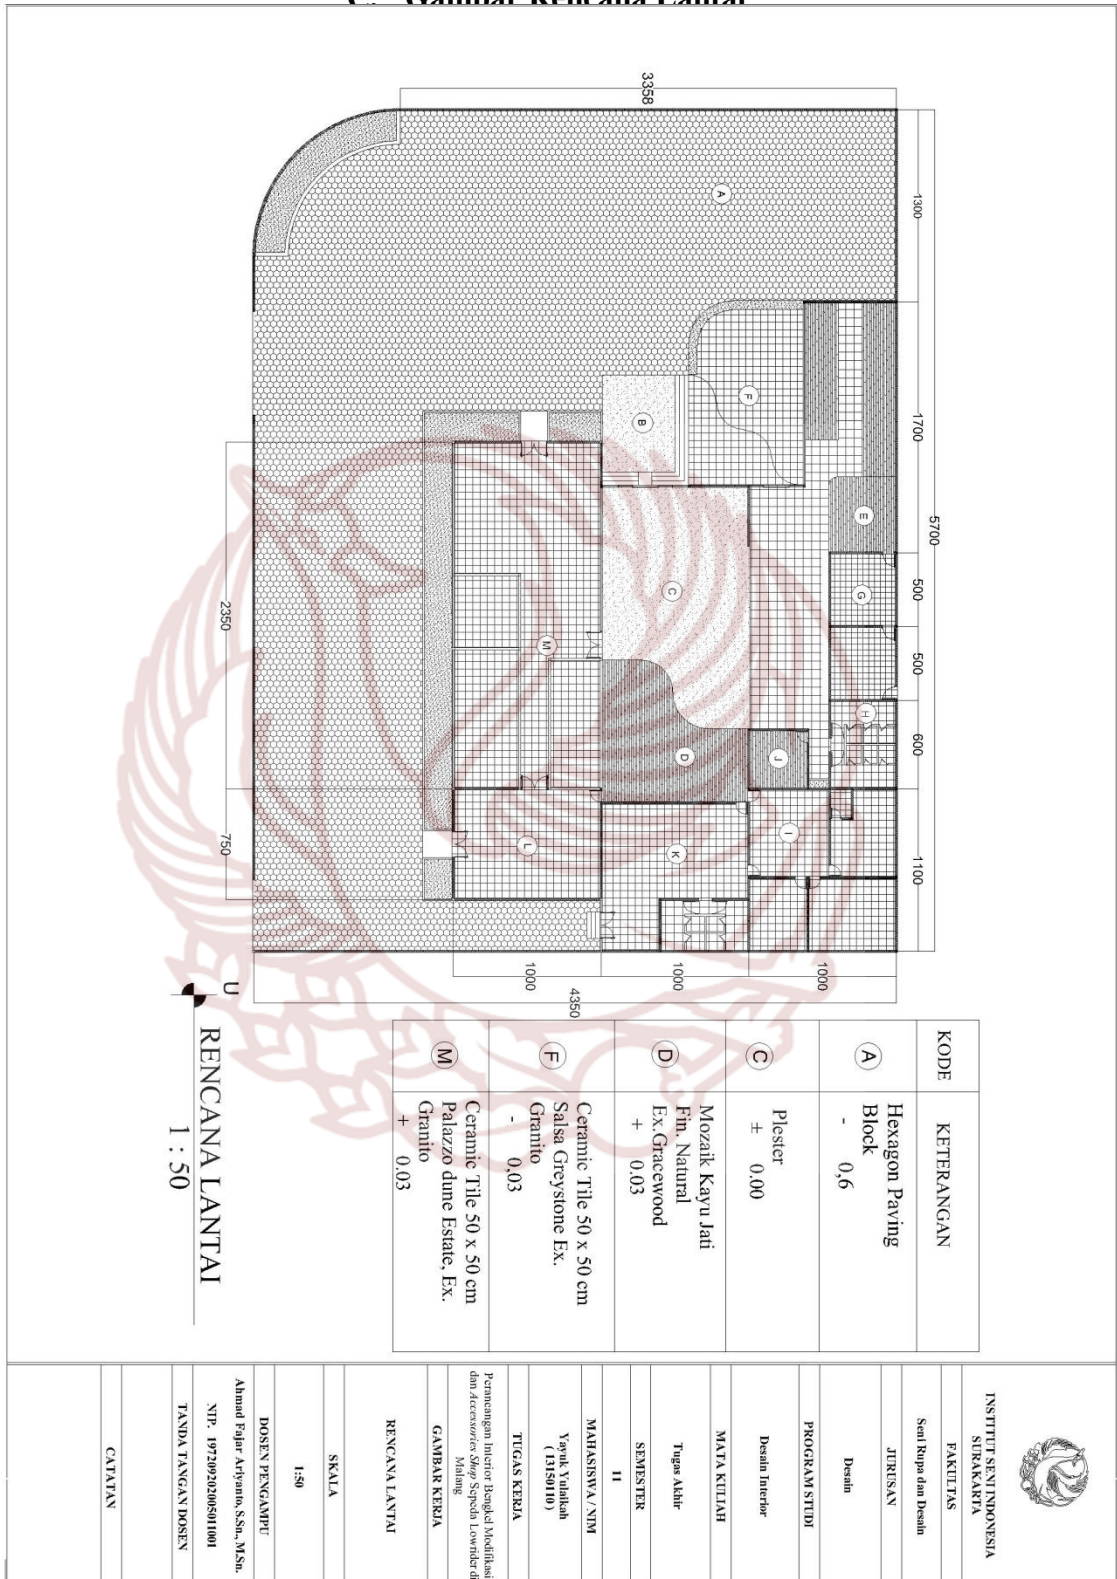 C. Gambar Rencana Lantai
3358
5700
1300
1700
500
500
600
1100
2350
750
1000
1000
1000
4350
A
B
C
D
E
F
G
H
I
J
K
L
M
KODE
KETERANGAN
A
Hexagon Paving
Block
- 0,6
C
Plester
± 0.00
D
Mozaik Kayu Jati
Fin. Natural
Ex.Gracewood
+ 0.03
F
Ceramic Tile 50 x 50 cm
Salsa Greystone Ex.
Granito
- 0,03
M
Ceramic Tile 50 x 50 cm
Palazzo dune Estate, Ex.
Granito
+ 0.03
U
RENCANA LANTAI
1 : 50
INSTITUT SENI INDONESIA
SURAKARTA
FAKULTAS
Seni Rupa dan Desain
JURUSAN
Desain
PROGRAM STUDI
Desain Interior
MATA KULIAH
Tugas Akhir
SEMESTER
11
MAHASISWA / NIM
Yayuk Yulaikah
( 13150110 )
TUGAS KERJA
Perancangan Interior Bengkel Modifikasi
dan Accessories Shop Sepeda Lowrider di
Malang
GAMBAR KERJA
RENCANA LANTAI
SKALA
1:50
DOSEN PENGAMPU
Ahmad Fajar Ariyanto, S.Sn., M.Sn.
NIP. 197209202005011001
TANDA TANGAN DOSEN
CATATAN